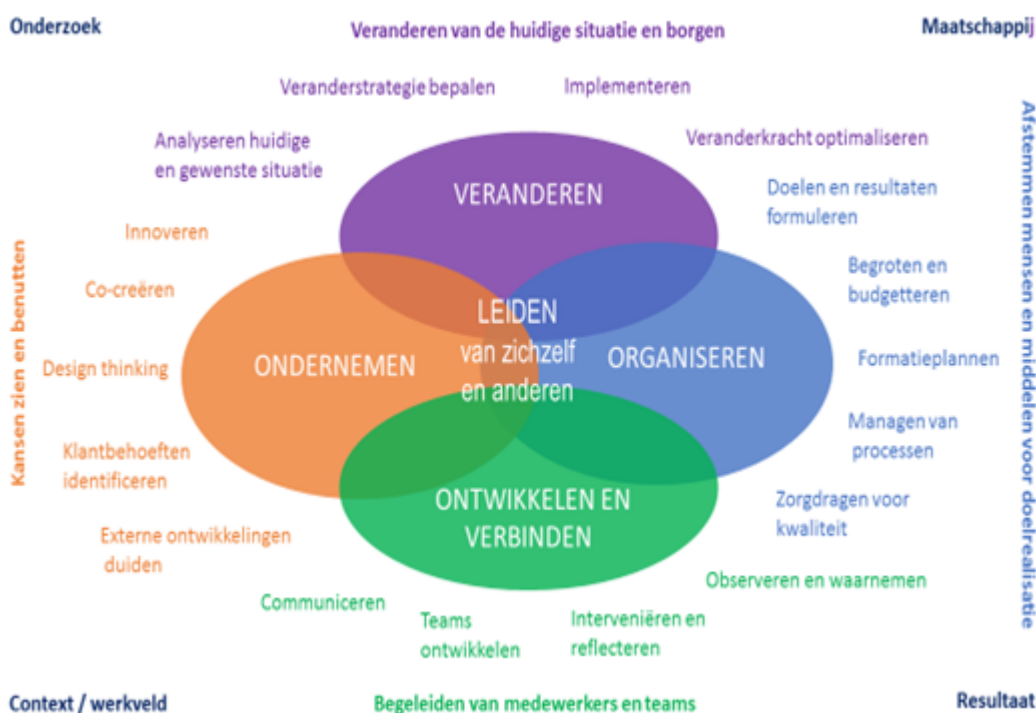 Onderzoek
Veranderen van de huidige situatie en borgen
Maatschappij
Veranderstrategie bepalen
Implementeren
Analyseren huidige
en gewenste situatie
Veranderkracht optimaliseren
VERANDEREN
Doelen en resultaten
formuleren
Innoveren
Begroten en
budgetteren
Co-creëren
LEIDEN
van zichzelf
en anderen
ONDERNEMEN
ORGANISEREN
Design thinking
Formatieplannen
Kansen zien en benutten
Afstemmen mensen en middelen voor doelrealisatie
Klantbehoeften
identificeren
Managen van
processen
ONTWIKKELEN EN
VERBINDEN
Zorgdragen voor
kwaliteit
Externe ontwikkelingen
duiden
Observeren en waarnemen
Communiceren
Teams
ontwikkelen
Interveniëren en
reflecteren
Context / werkveld
Begeleiden van medewerkers en teams
Resultaat